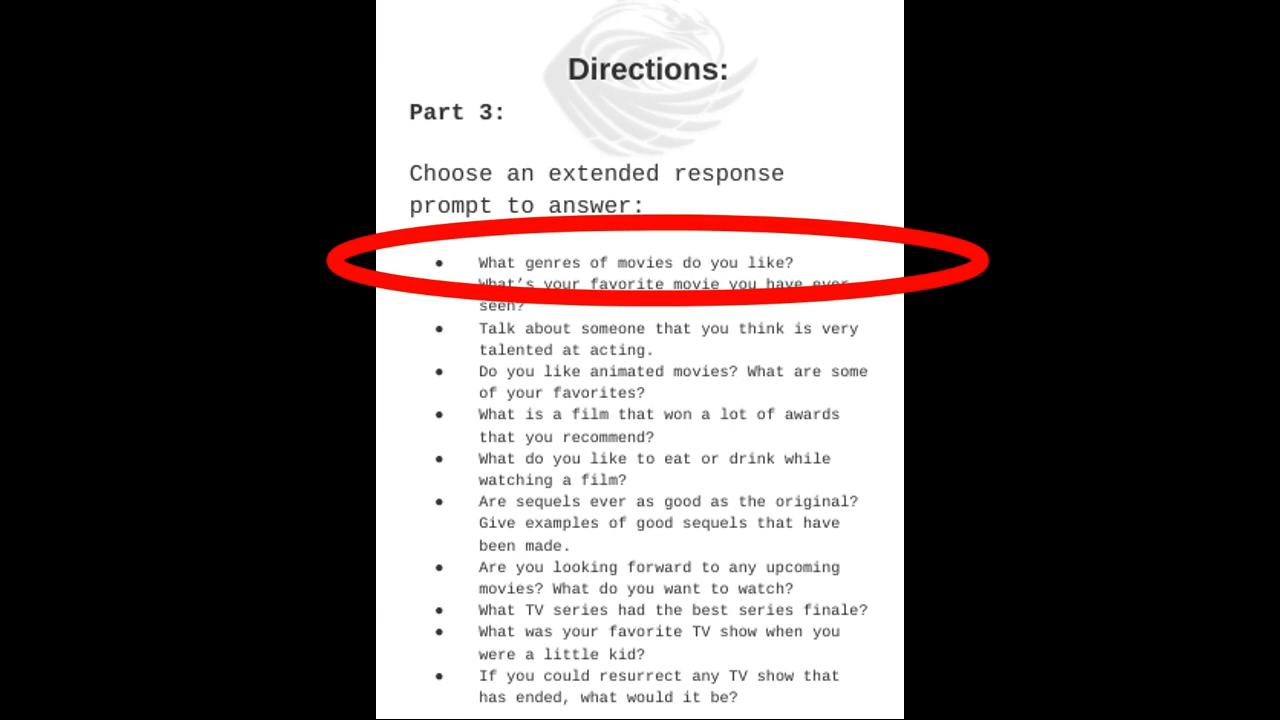 Directions:
Part 3:
Choose an extended response
prompt to answer:
● What genres of movies do you like?
What's your favorite movie you have ever
seen?
● Talk about someone that you think is very
talented at acting.
● Do you like animated movies? What are some
of your favorites?
● What is a film that won a lot of awards
that you recommend?
● What do you like to eat or drink while
watching a film?
● Are sequels ever as good as the original?
Give examples of good sequels that have
been made.
● Are you looking forward to any upcoming
movies? What do you want to watch?
● What TV series had the best series finale?
● What was your favorite TV show when you
were a little kid?
● If you could resurrect any TV show that
has ended, what would it be?